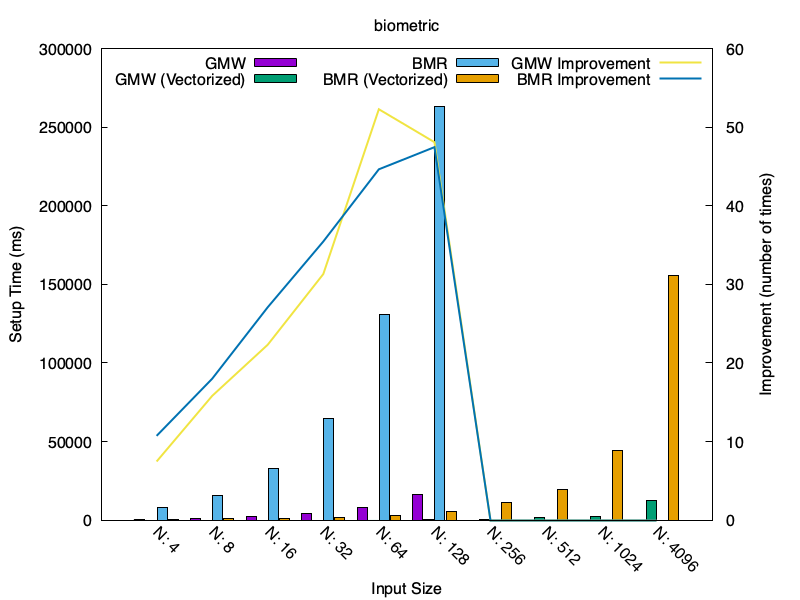 biometric
GMW
BMR
GMW Improvement
GMW (Vectorized)
BMR (Vectorized)
BMR Improvement
300000
250000
200000
150000
100000
50000
0
Setup Time (ms)
60
50
40
30
20
10
0
Improvement (number of times)
N: 4
N: 8
N: 16
N: 32
N: 64
N: 128
N: 256
N: 512
N: 1024
N: 4096
Input Size